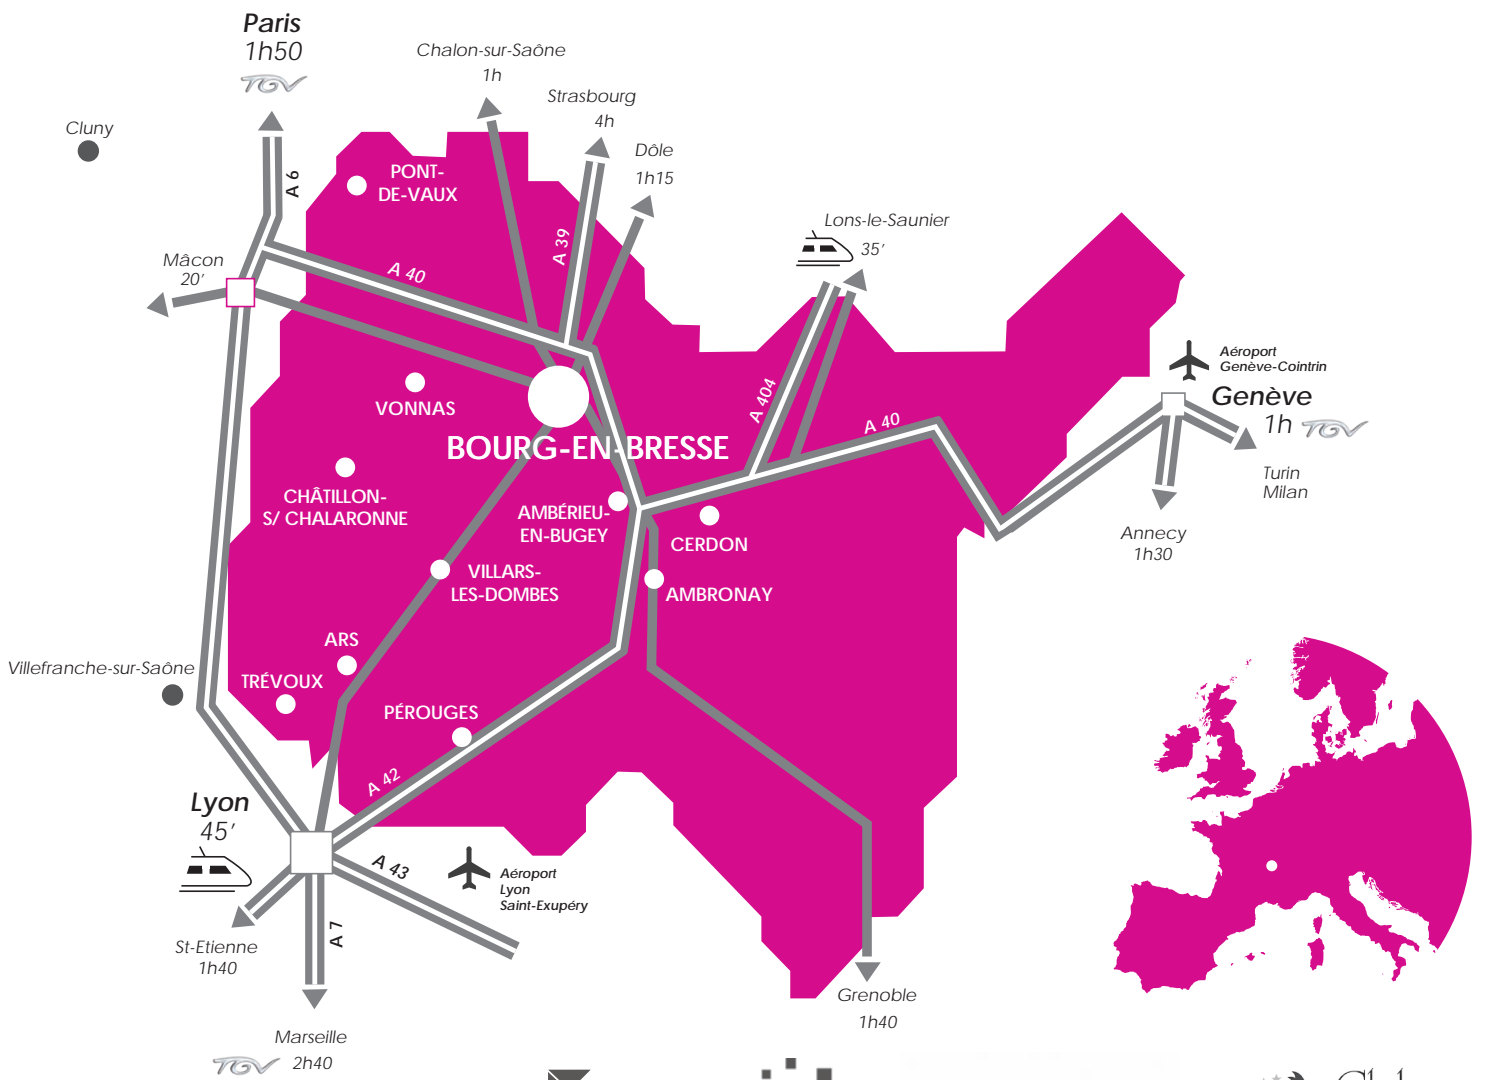 Paris
1h50
TGV
Chalon-sur-Saône
1h
Strasbourg
4h
Dôle
1h15
Cluny
A 6
PONT-
DE-VAUX
Lons-le-Saunier
35'
Mâcon
20'
A 40
A 39
Aéroport
Genève-Cointrin
Genève
1h TGV
VONNAS
A 404
A 40
BOURG-EN-BRESSE
Turin
Milan
CHÂTILLON-
S/ CHALARONNE
AMBÉRIEU-
EN-BUGEY
CERDON
Annecy
1h30
VILLARS-
LES-DOMBES
AMBRONAY
ARS
Villefranche-sur-Saône
TRÉVOUX
PÉROUGES
A 42
Lyon
45'
A 43
Aéroport
Lyon
Saint-Exupéry
A 7
St-Etienne
1h40
Grenoble
1h40
Marseille
TGV 2h40